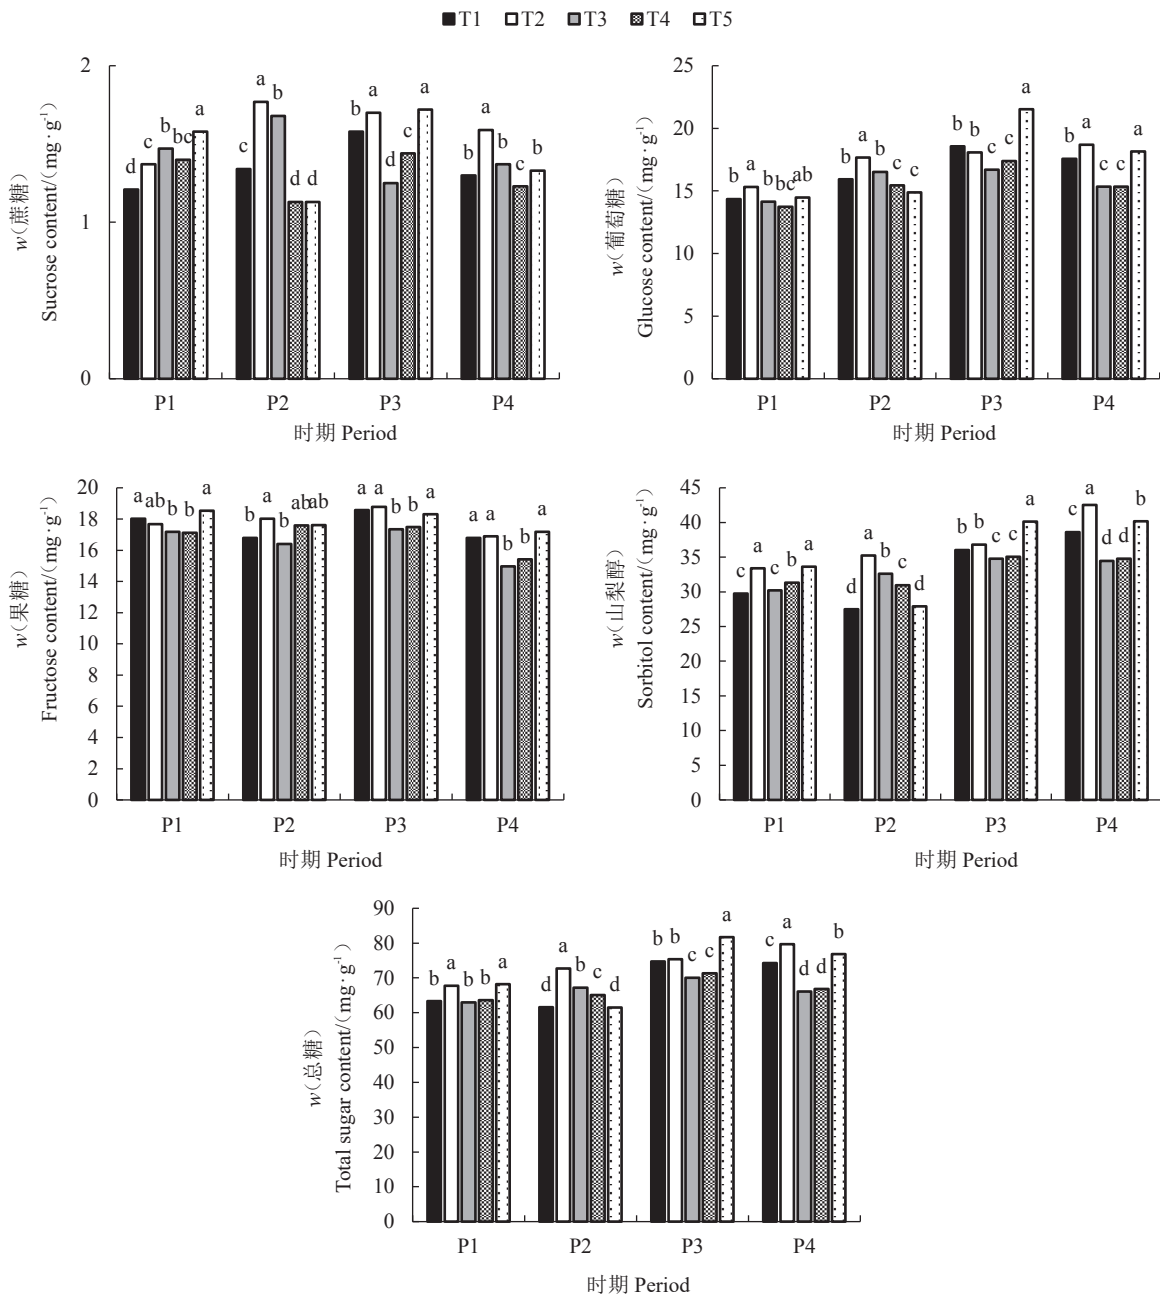 T1 T2 T3 T4 T5
2
1
0
w(蔗糖)
Sucrose content/(mg·g⁻¹)
d c b bc a
c a b d d
b a d c a
b a b c b
P1 P2 P3 P4
时期 Period
25
20
15
10
5
0
w(葡萄糖)
Glucose content/(mg·g⁻¹)
b a b bc ab
b a b c c
b b c c a
b a c c a
P1 P2 P3 P4
时期 Period
20
18
16
14
12
10
8
6
4
2
0
w(果糖)
Fructose content/(mg·g⁻¹)
a ab b b a
b a b ab ab
a a b b a
a a b b a
P1 P2 P3 P4
时期 Period
45
40
35
30
25
20
15
10
5
0
w(山梨醇)
Sorbitol content/(mg·g⁻¹)
c a c b a
d a b c d
b b c c a
c a d d b
P1 P2 P3 P4
时期 Period
90
80
70
60
50
40
30
20
10
0
w(总糖)
Total sugar content/(mg·g⁻¹)
b a b b a
d a b c d
b b c c a
c a d d b
P1 P2 P3 P4
时期 Period